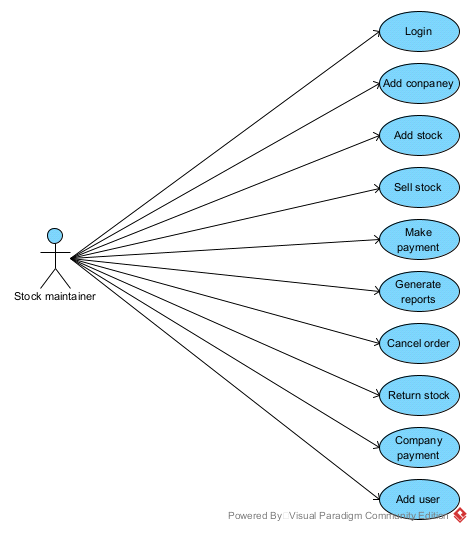 Login
Add conpaney
Add stock
Sell stock
Make
payment
Generate
reports
Stock maintainer
Cancel order
Return stock
Company
payment
Add user
Powered By Visual Paradigm Community Edition